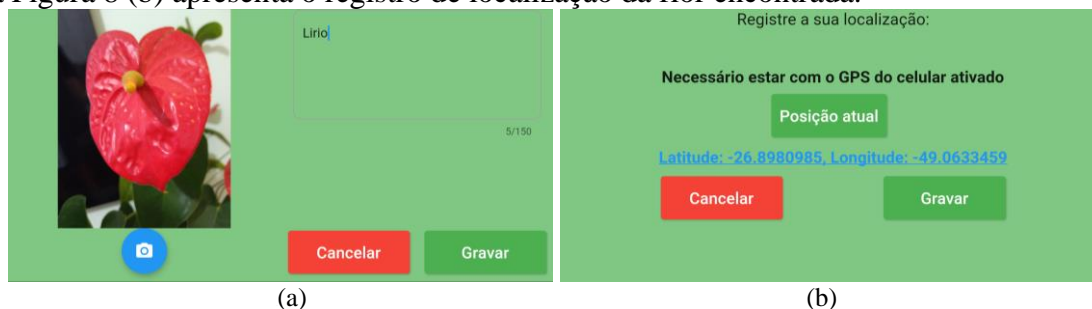 a Figura 8 (b) apresenta o registro de localização da flor encontrada.
Lirio
5/150
Cancelar
Gravar
(a)
Registre a sua localização:
Necessário estar com o GPS do celular ativado
Posição atual
Latitude: -26.8980985, Longitude: -49.0633459
Cancelar
Gravar
(b)